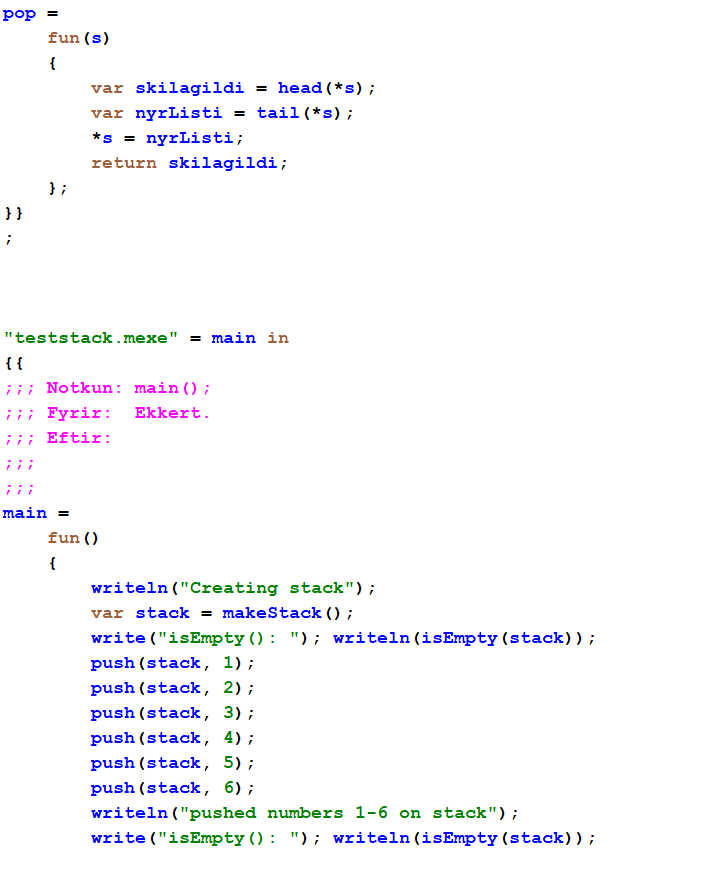 pop =
    fun(s)
    {
        var skilagildi = head(*s);
        var nyrListi = tail(*s);
        *s = nyrListi;
        return skilagildi;
    };
}}
;
"teststack.mexe" = main in
{{
;;; Notkun: main();
;;; Fyrir:  Ekkert.
;;; Eftir:
;;;
;;;
main =
    fun()
    {
        writeln("Creating stack");
        var stack = makeStack();
        write("isEmpty(): "); writeln(isEmpty(stack));
        push(stack, 1);
        push(stack, 2);
        push(stack, 3);
        push(stack, 4);
        push(stack, 5);
        push(stack, 6);
        writeln("pushed numbers 1-6 on stack");
        write("isEmpty(): "); writeln(isEmpty(stack));